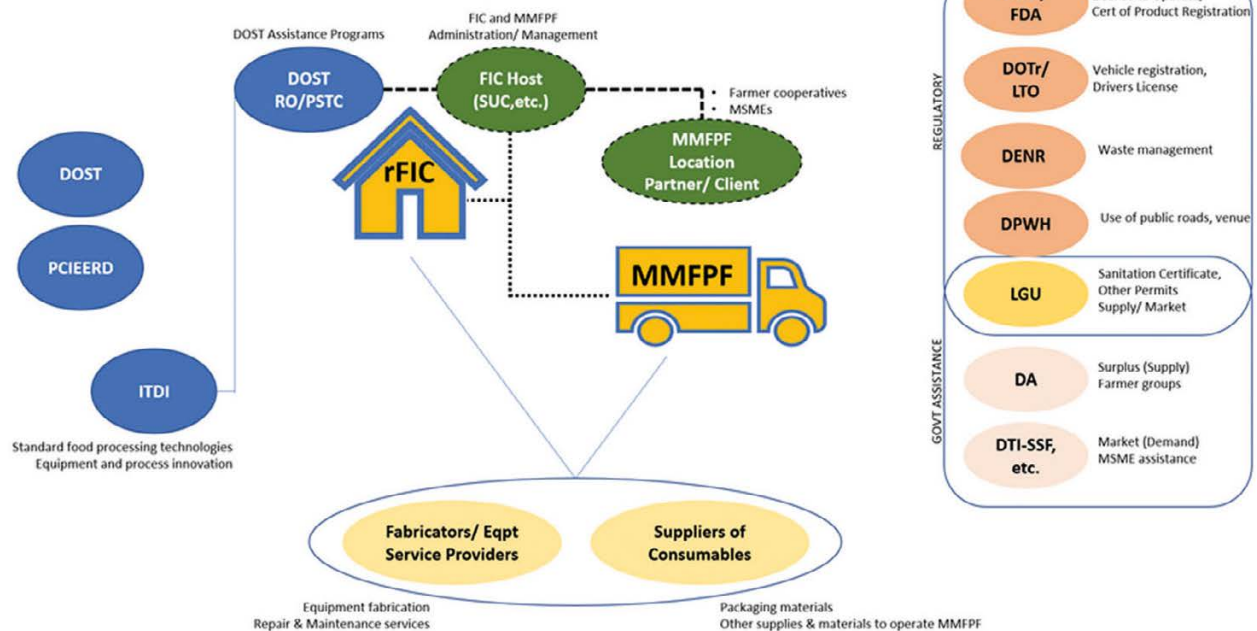 FIC and MMFPF
Administration/ Management
DOST Assistance Programs
DOST
RO/PSTC
FIC Host
(SUC,etc.)
• Farmer cooperatives
• MSMEs
MMFPF
Location
Partner/ Client
rFIC
DOST
PCIEERD
MMFPF
ITDI
Standard food processing technologies
Equipment and process innovation
Fabricators/ Eqpt
Service Providers
Suppliers of
Consumables
Equipment fabrication
Repair & Maintenance services
Packaging materials
Other supplies & materials to operate MMFPF
REGULATORY
FDA
Cert of Product Registration
DOTr/
LTO
Vehicle registration,
Drivers License
DENR
Waste management
DPWH
Use of public roads, venue
LGU
Sanitation Certificate,
Other Permits
Supply/ Market
GOVT ASSISTANCE
DA
Surplus (Supply)
Farmer groups
DTI-SSF,
etc.
Market (Demand)
MSME assistance